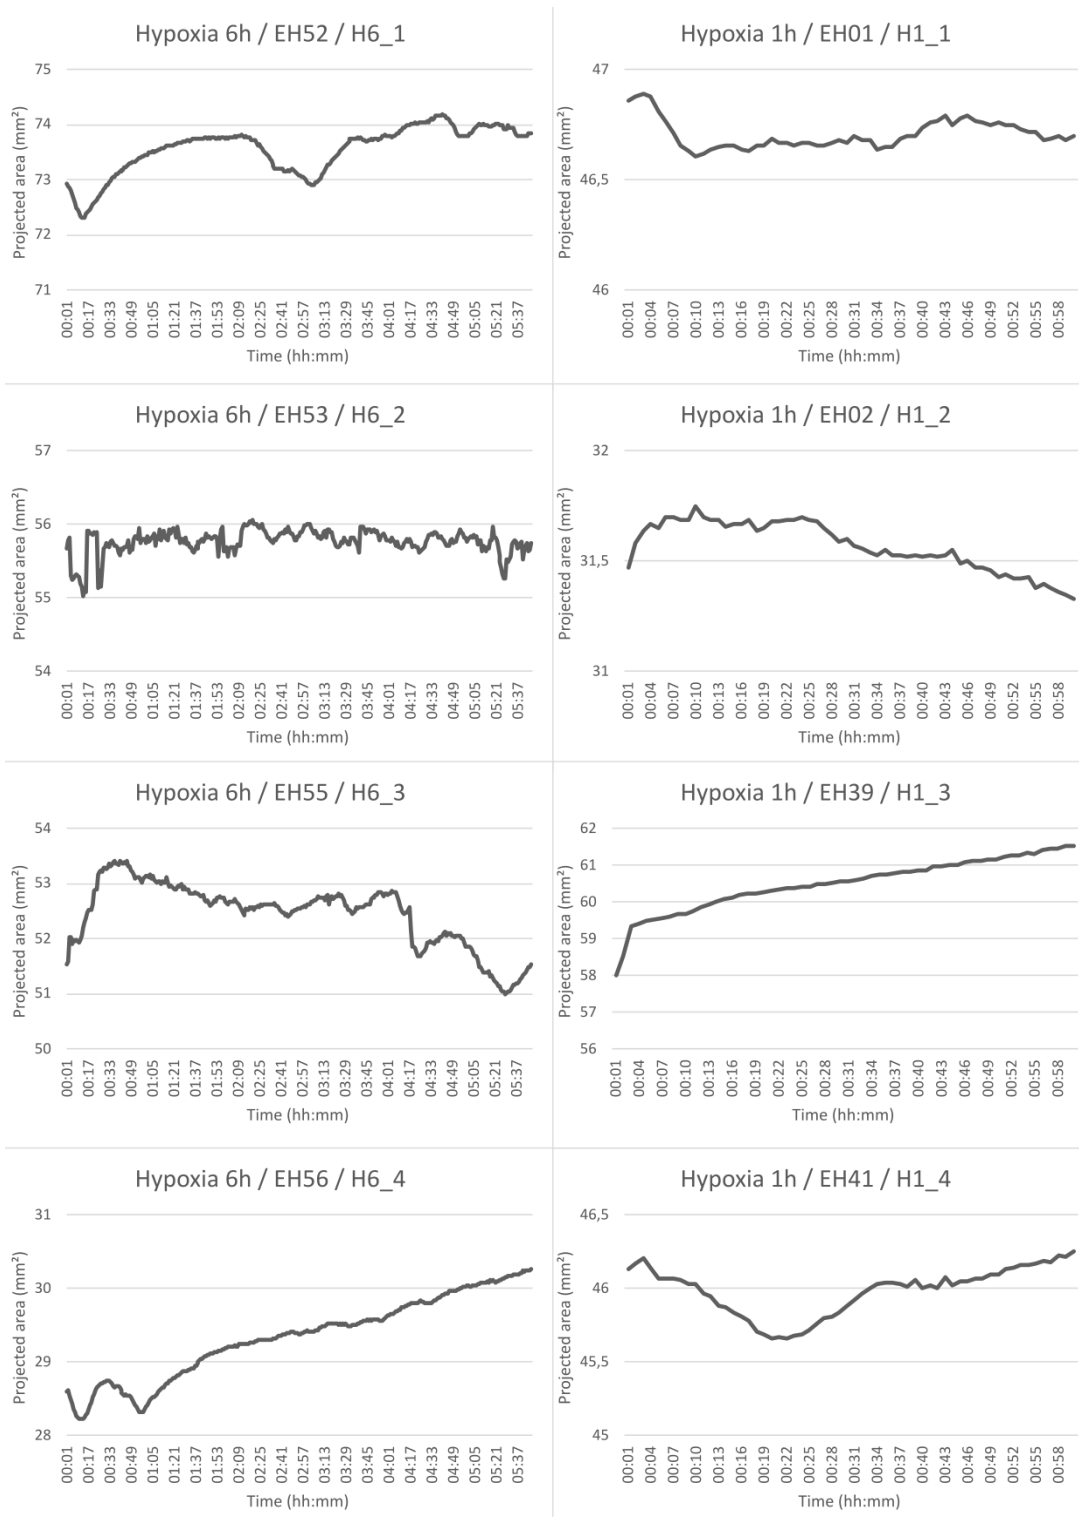 Hypoxia 6h / EH52 / H6_1
75
74
73
72
71
Projected area (mm²)
00:01 00:17 00:33 00:49 01:05 01:21 01:37 01:53 02:09 02:25 02:41 02:57 03:13 03:29 03:45 04:01 04:17 04:33 04:49 05:05 05:21 05:37
Time (hh:mm)
Hypoxia 1h / EH01 / H1_1
47
46,5
46
Projected area (mm²)
00:01 00:04 00:07 00:10 00:13 00:16 00:19 00:22 00:25 00:28 00:31 00:34 00:37 00:40 00:43 00:46 00:49 00:52 00:55 00:58
Time (hh:mm)
Hypoxia 6h / EH53 / H6_2
57
56
55
54
Projected area (mm²)
00:01 00:17 00:33 00:49 01:05 01:21 01:37 01:53 02:09 02:25 02:41 02:57 03:13 03:29 03:45 04:01 04:17 04:33 04:49 05:05 05:21 05:37
Time (hh:mm)
Hypoxia 1h / EH02 / H1_2
32
31,5
31
Projected area (mm²)
00:01 00:04 00:07 00:10 00:13 00:16 00:19 00:22 00:25 00:28 00:31 00:34 00:37 00:40 00:43 00:46 00:49 00:52 00:55 00:58
Time (hh:mm)
Hypoxia 6h / EH55 / H6_3
54
53
52
51
50
Projected area (mm²)
00:01 00:17 00:33 00:49 01:05 01:21 01:37 01:53 02:09 02:25 02:41 02:57 03:13 03:29 03:45 04:01 04:17 04:33 04:49 05:05 05:21 05:37
Time (hh:mm)
Hypoxia 1h / EH39 / H1_3
62
61
60
59
58
57
56
Projected area (mm²)
00:01 00:04 00:07 00:10 00:13 00:16 00:19 00:22 00:25 00:28 00:31 00:34 00:37 00:40 00:43 00:46 00:49 00:52 00:55 00:58
Time (hh:mm)
Hypoxia 6h / EH56 / H6_4
31
30
29
28
Projected area (mm²)
00:01 00:17 00:33 00:49 01:05 01:21 01:37 01:53 02:09 02:25 02:41 02:57 03:13 03:29 03:45 04:01 04:17 04:33 04:49 05:05 05:21 05:37
Time (hh:mm)
Hypoxia 1h / EH41 / H1_4
46,5
46
45,5
45
Projected area (mm²)
00:01 00:04 00:07 00:10 00:13 00:16 00:19 00:22 00:25 00:28 00:31 00:34 00:37 00:40 00:43 00:46 00:49 00:52 00:55 00:58
Time (hh:mm)